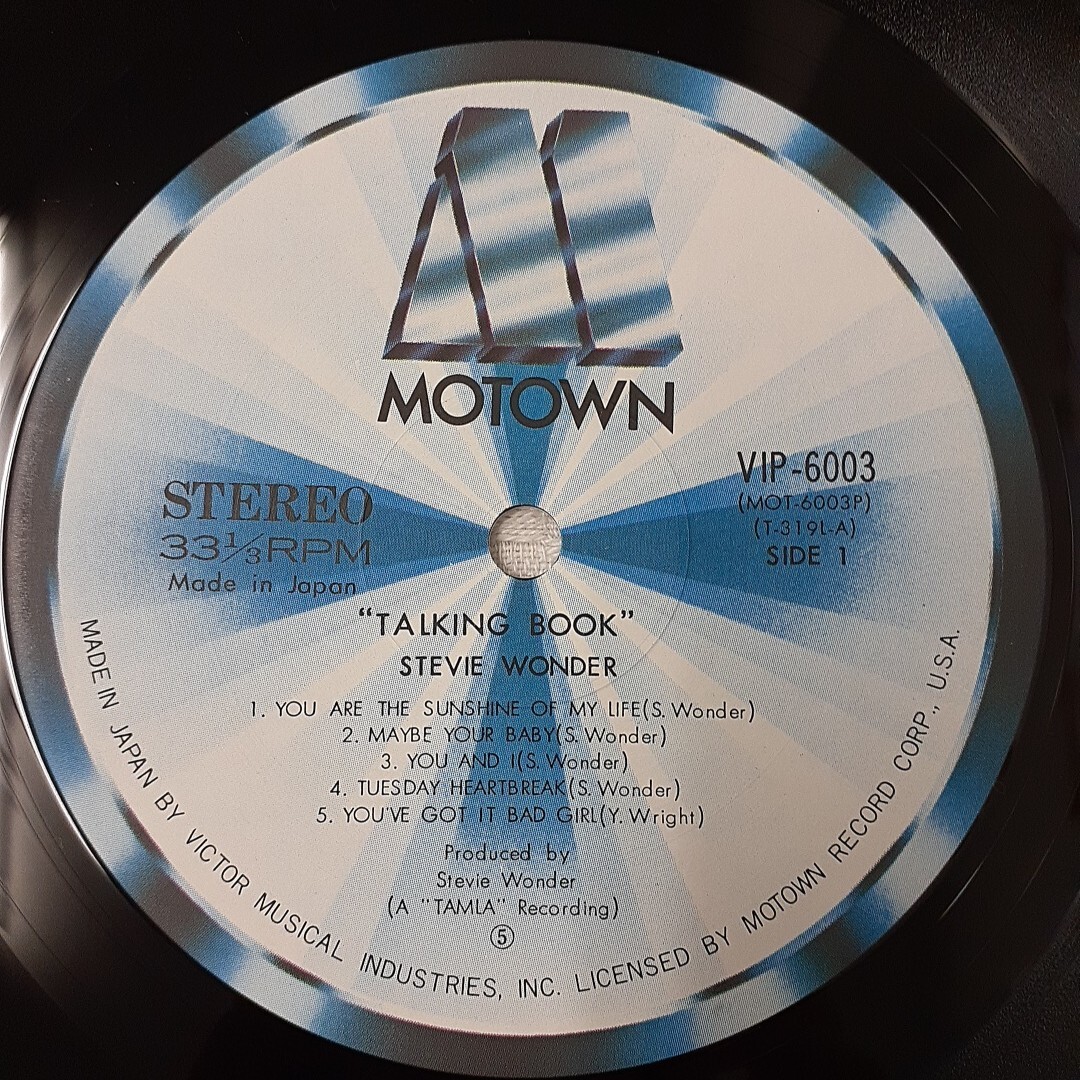 MOTOWN
VIP-6003
(MOT-6003P)
(T-319L-A)
SIDE 1
STEREO
33⅓RPM
Made in Japan
"TALKING BOOK"
STEVIE WONDER
1. YOU ARE THE SUNSHINE OF MY LIFE(S. Wonder)
2. MAYBE YOUR BABY(S. Wonder)
3. YOU AND I(S. Wonder)
4. TUESDAY HEARTBREAK(S. Wonder)
5. YOU'VE GOT IT BAD GIRL(Y. Wright)
Produced by
Stevie Wonder
(A "TAMLA" Recording)
⑤
MADE IN JAPAN BY VICTOR MUSICAL INDUSTRIES, INC. LICENSED BY MOTOWN RECORD CORP., U.S.A.